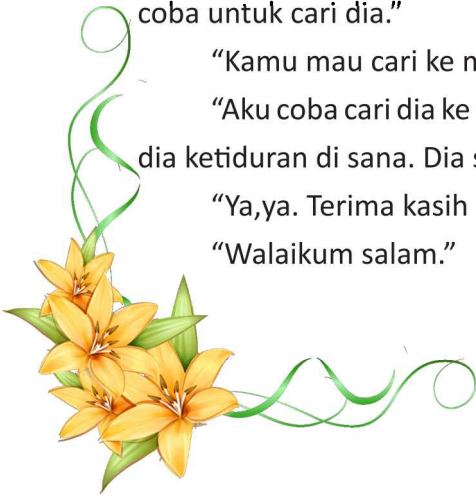 coba untuk cari dia.”
“Kamu mau cari ke
“Aku coba cari dia ke
dia ketiduran di sana. Dia
“Ya,ya. Terima kasih
“Walaikum salam.”